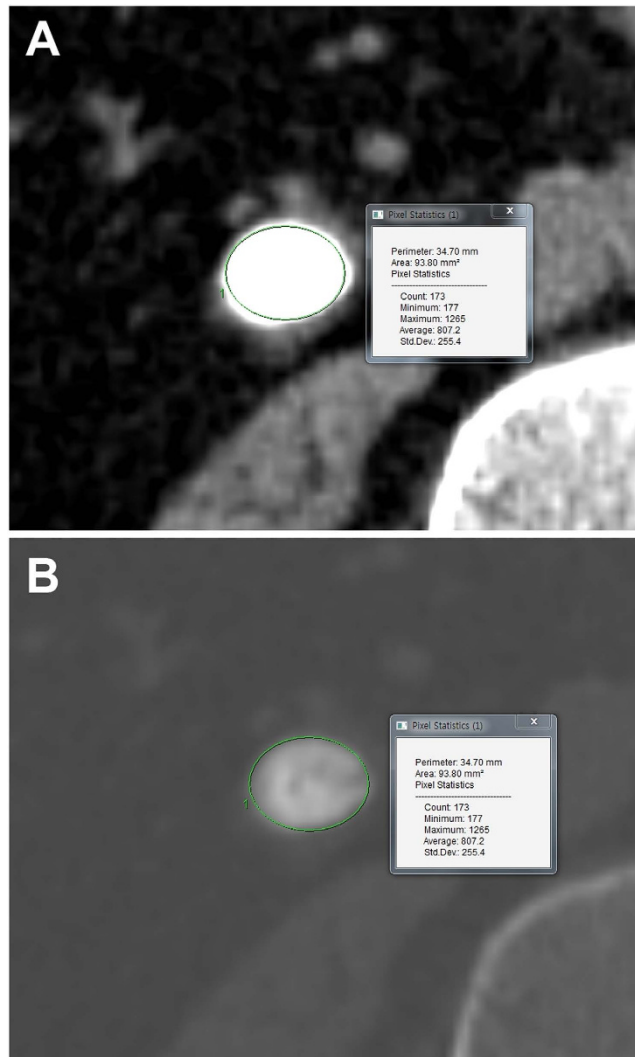 A
Pixel Statistics (1)
X
Perimeter: 34.70 mm
Area: 93.80 mm²
Pixel Statistics
--------------------------------
Count: 173
Minimum: 177
Maximum: 1265
Average: 807.2
Std.Dev.: 255.4
1
B
Pixel Statistics (1)
X
Perimeter: 34.70 mm
Area: 93.80 mm²
Pixel Statistics
--------------------------------
Count: 173
Minimum: 177
Maximum: 1265
Average: 807.2
Std.Dev.: 255.4
1